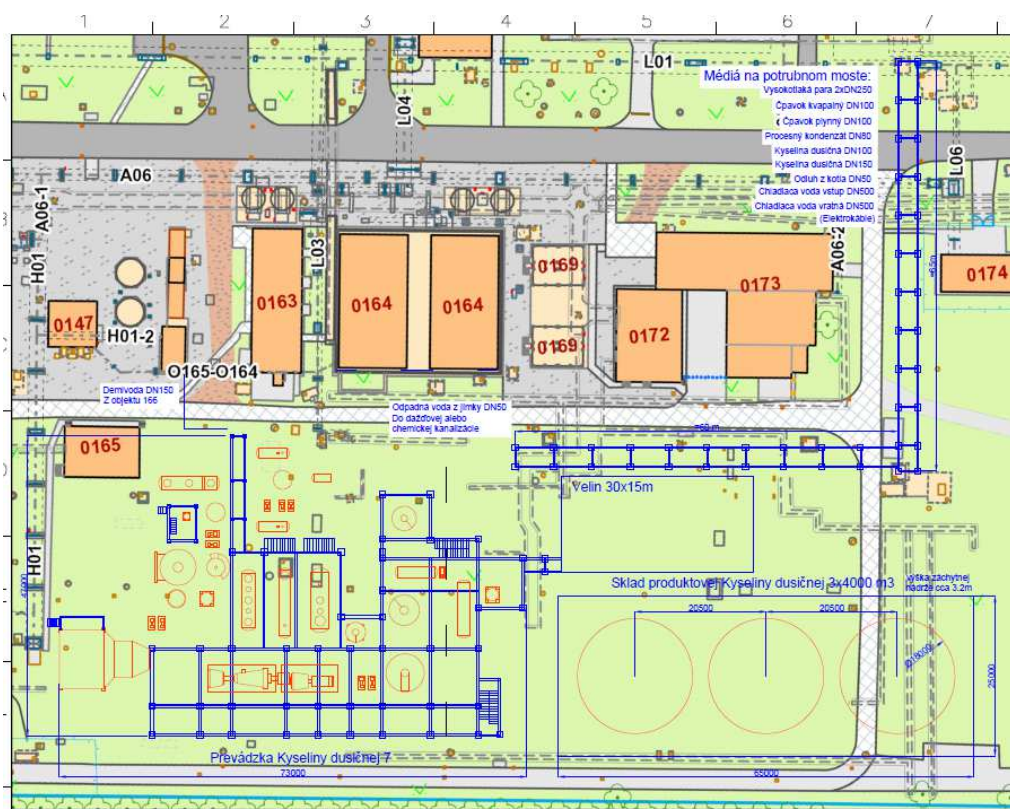 1 2 3 4 5 6 7
L01
Médiá na potrubnom moste:
Vysokotlaká para 2xDN250
Čpavok kvapalný DN100
Čpavok plynný DN100
Procesný kondenzát DN80
Kyselina dusičná DN100
Kyselina dusičná DN150
Odluh z kotla DN50
Chladiaca voda vstup DN500
Chladiaca voda vratná DN500
(Elektrokáble)
L04
L06
A06
A06-1
H01
L03
A06-2
0147
H01-2
0163
0164
0164
0169
0169
0172
0173
0174
O165-O164
Demivoda DN150
Z objektu 166
Odpadná voda z jímky DN50
Do dažďovej alebo
chemickej kanalizácie
0165
H01
Velín 30x15m
Sklad produktovej Kyseliny dusičnej 3x4000 m3
výška záchytnej
nádrže cca 3.2m
20500
20500
Ø18000
25000
Prevádzka Kyseliny dusičnej 7
73000
65000